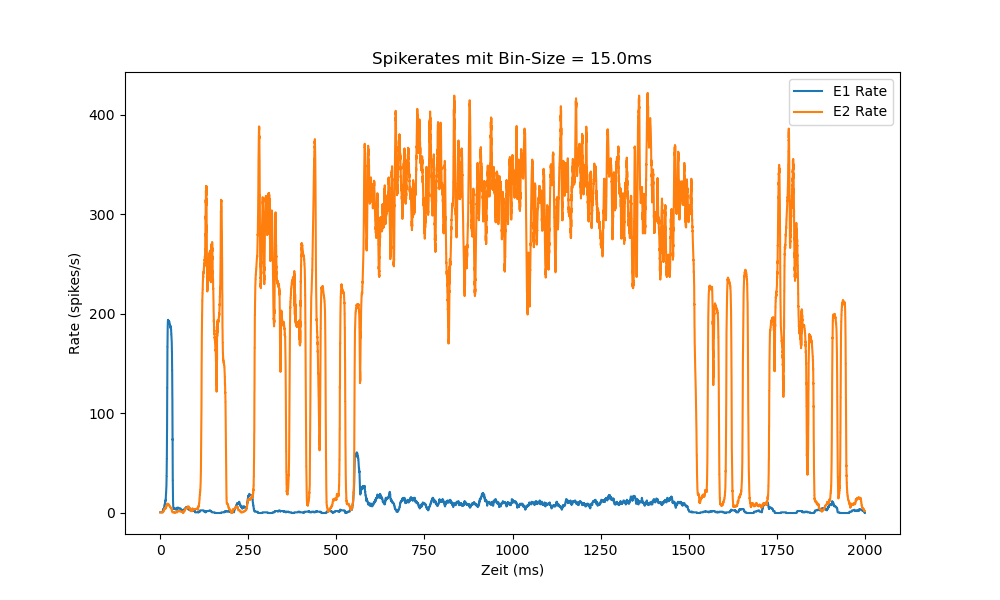 Spikerates mit Bin-Size = 15.0ms
E1 Rate
E2 Rate
Rate (spikes/s)
400
300
200
100
0
0 250 500 750 1000 1250 1500 1750 2000
Zeit (ms)